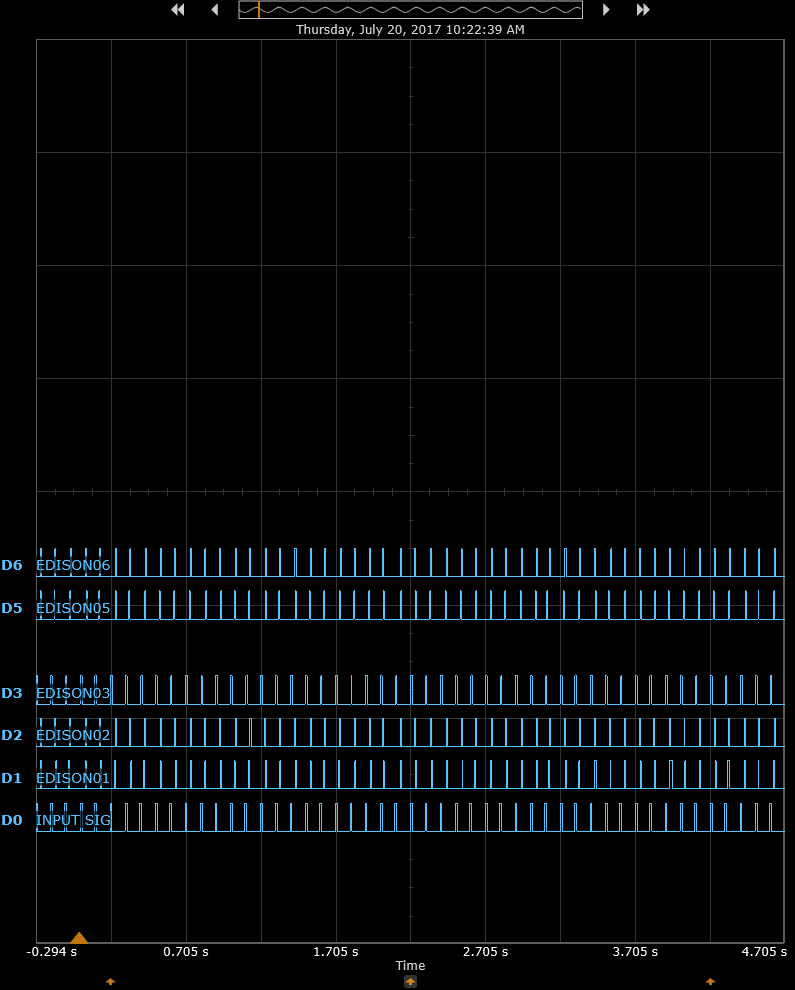 Thursday, July 20, 2017 10:22:39 AM
D6 EDISON06
D5 EDISON05
D3 EDISON03
D2 EDISON02
D1 EDISON01
D0 INPUT SIG
-0.294 s 0.705 s 1.705 s 2.705 s 3.705 s 4.705 s
Time